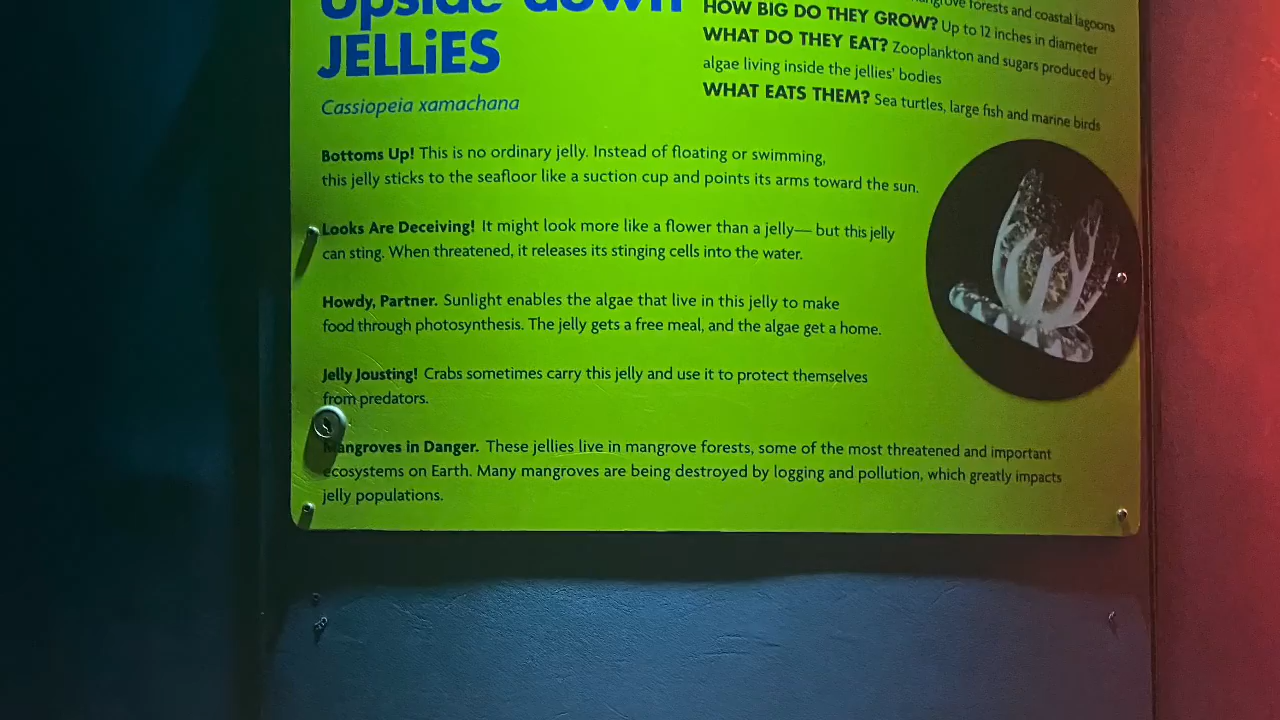 Upside-down
JELLiES
Cassiopeia xamachana
mangrove forests and coastal lagoons
HOW BIG DO THEY GROW? Up to 12 inches in diameter
WHAT DO THEY EAT? Zooplankton and sugars produced by
algae living inside the jellies' bodies
WHAT EATS THEM? Sea turtles, large fish and marine birds
Bottoms Up! This is no ordinary jelly. Instead of floating or swimming,
this jelly sticks to the seafloor like a suction cup and points its arms toward the sun.
Looks Are Deceiving! It might look more like a flower than a jelly— but this jelly
can sting. When threatened, it releases its stinging cells into the water.
Howdy, Partner. Sunlight enables the algae that live in this jelly to make
food through photosynthesis. The jelly gets a free meal, and the algae get a home.
Jelly Jousting! Crabs sometimes carry this jelly and use it to protect themselves
from predators.
Mangroves in Danger. These jellies live in mangrove forests, some of the most threatened and important
ecosystems on Earth. Many mangroves are being destroyed by logging and pollution, which greatly impacts
jelly populations.